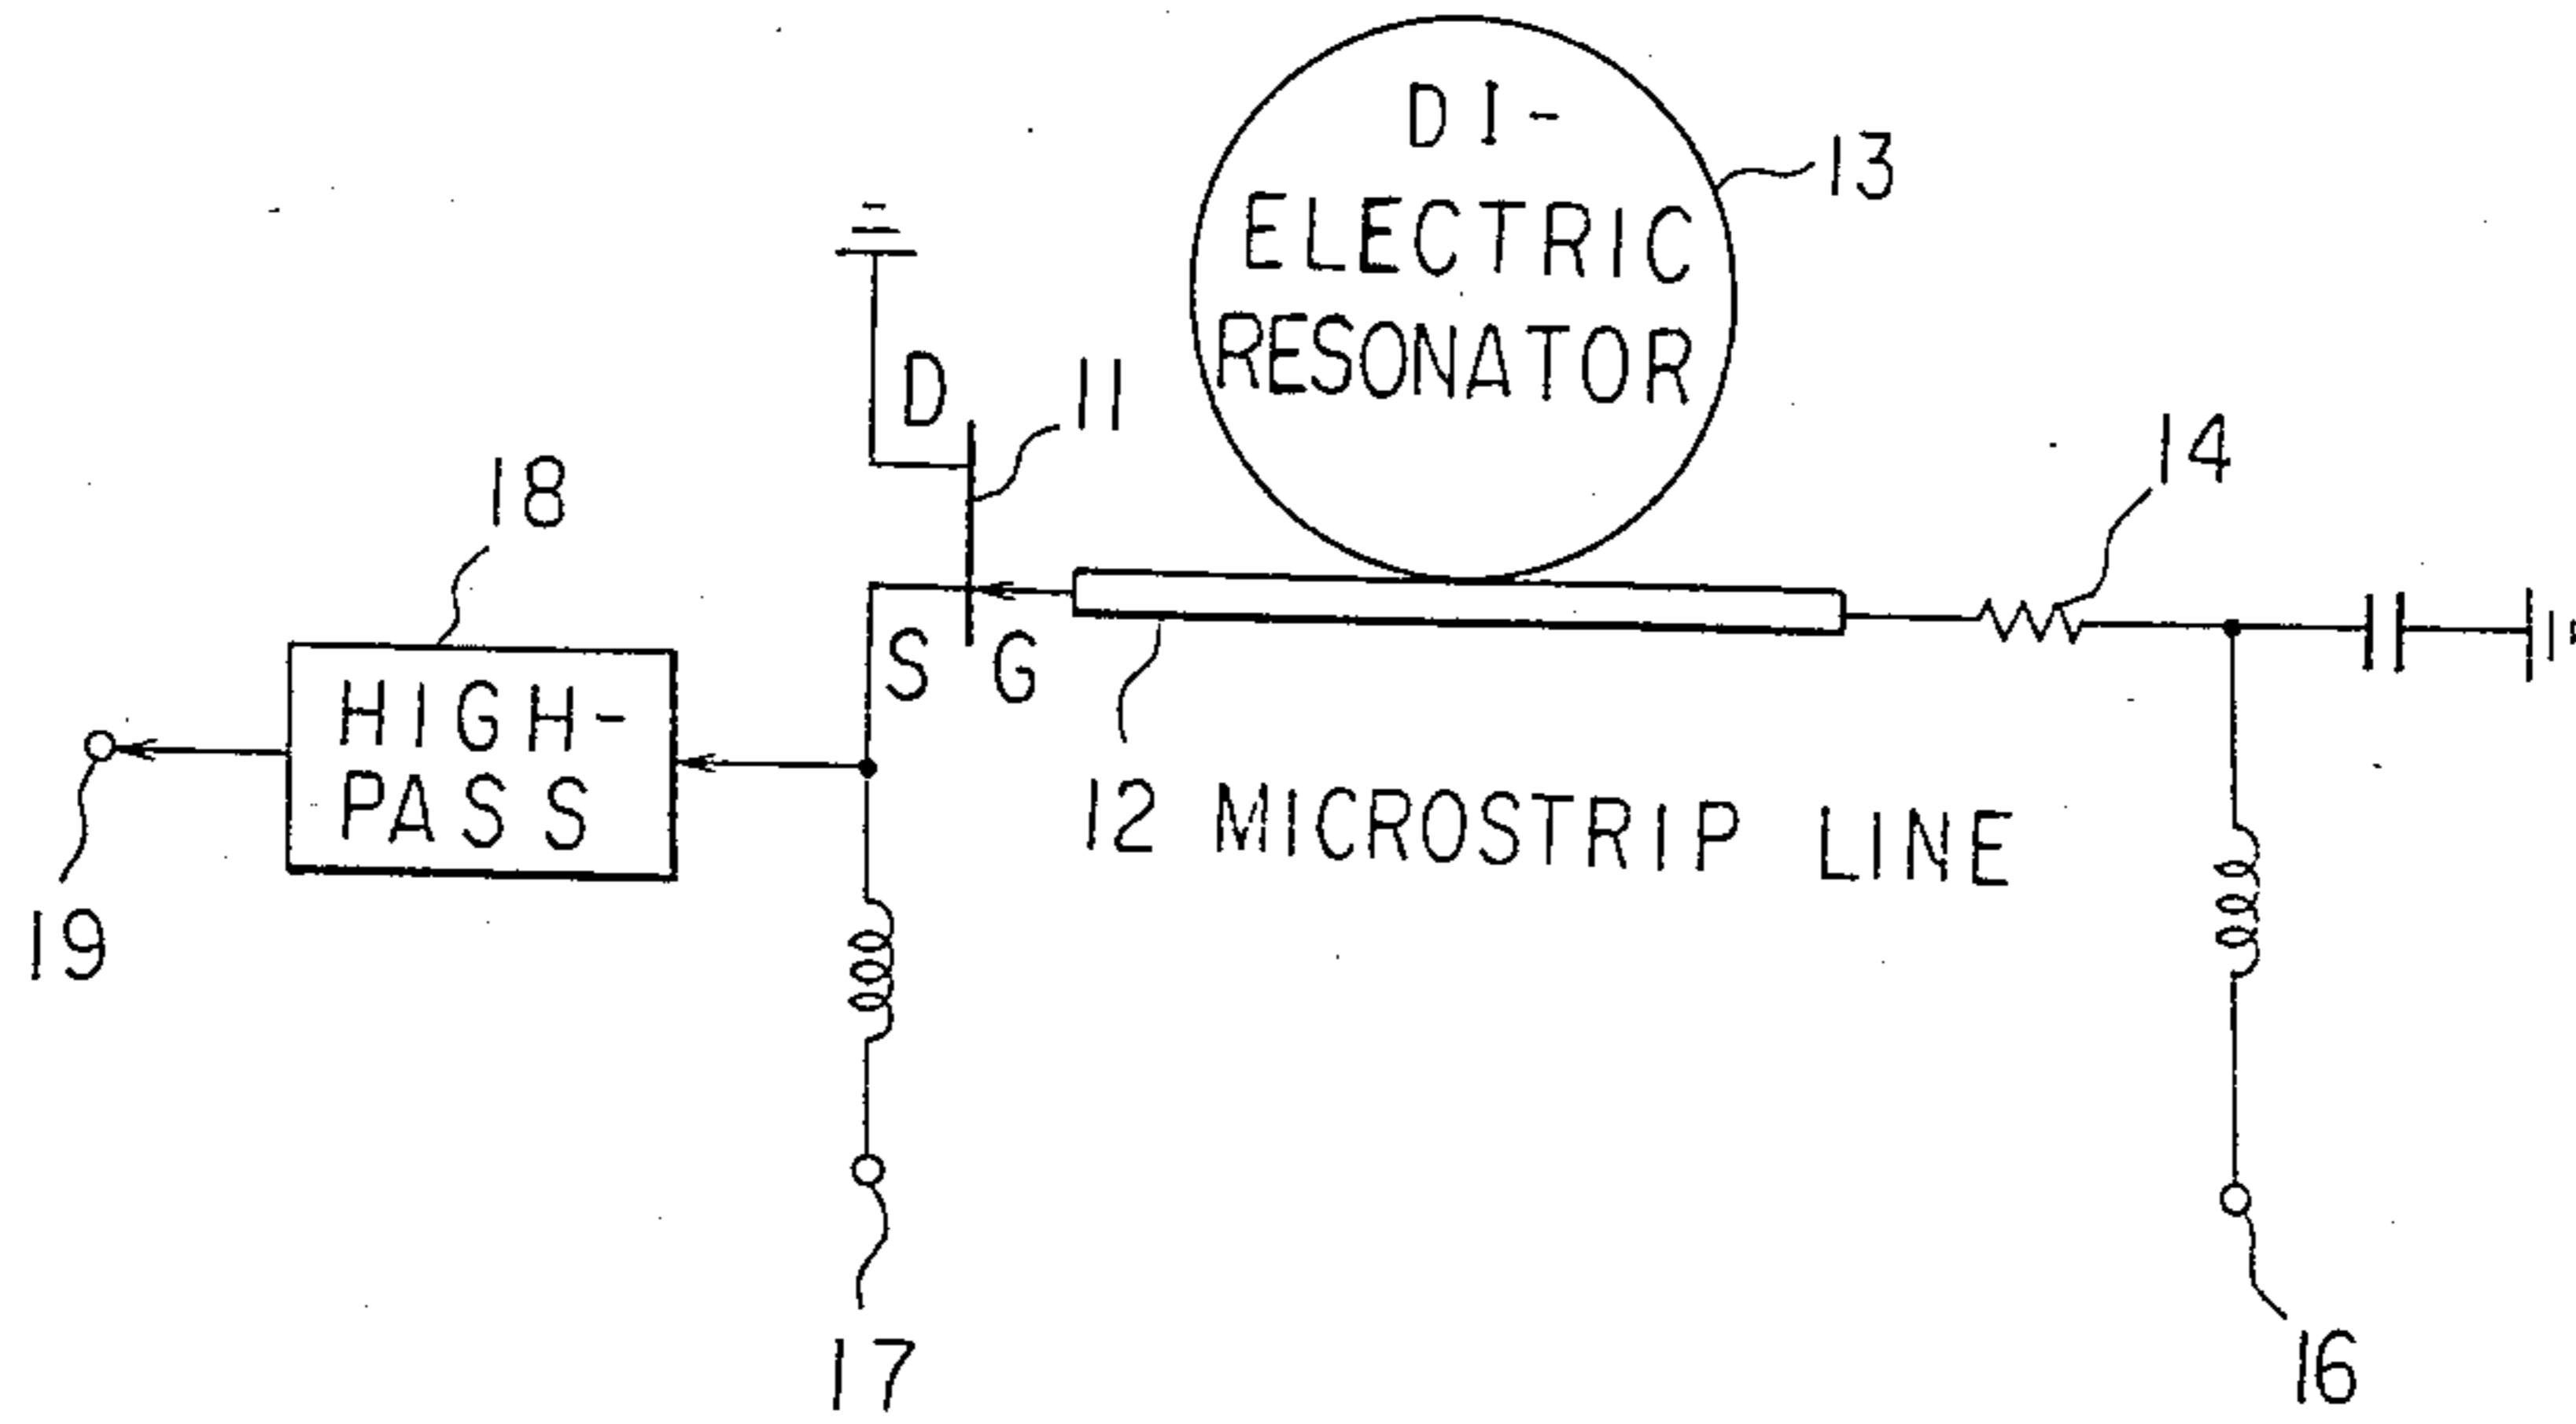 DI-
ELECTRIC
RESONATOR
13
D
11
14
18
S G
HIGH-
PASS
12 MICROSTRIP LINE
19
17
16